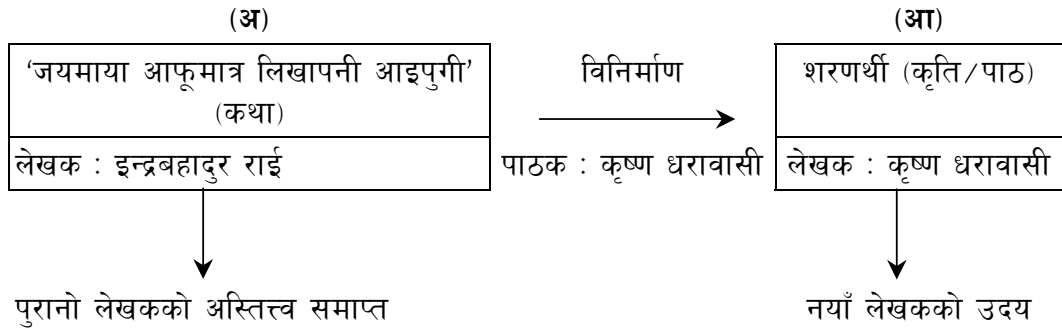 (अ)
(आ)
‘जयमाया आफूमात्र लिखापनी आइपुगी’
(कथा)
लेखक : इन्द्रबहादुर राई
विनिर्माण
पाठक : कृष्ण धरावासी
शरणर्थी (कृति/पाठ)
लेखक : कृष्ण धरावासी
पुरानो लेखकको अस्तित्त्व समाप्त
नयाँ लेखकको उदय